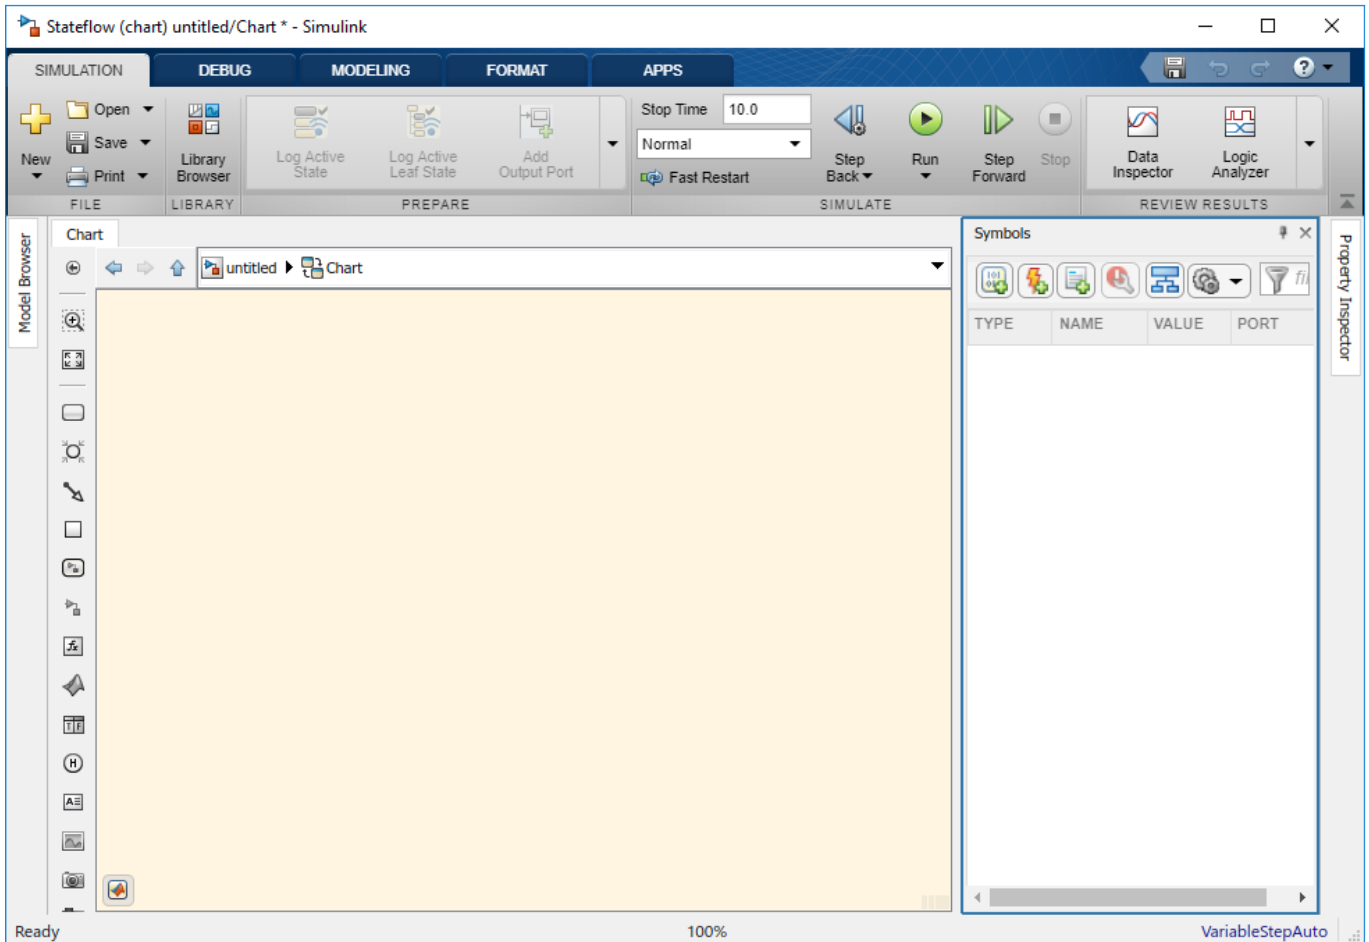 Stateflow (chart) untitled/Chart * - Simulink
SIMULATION DEBUG MODELING FORMAT APPS
New
Open
Save
Print
FILE
Library
Browser
LIBRARY
Log Active
State
Log Active
Leaf State
Add
Output Port
PREPARE
Stop Time 10.0
Normal
Fast Restart
Step
Back
Run
Step
Forward
Stop
SIMULATE
Data
Inspector
Logic
Analyzer
REVIEW RESULTS
Model Browser
Chart
untitled Chart
Symbols
TYPE NAME VALUE PORT
Property Inspector
Ready 100% VariableStepAuto